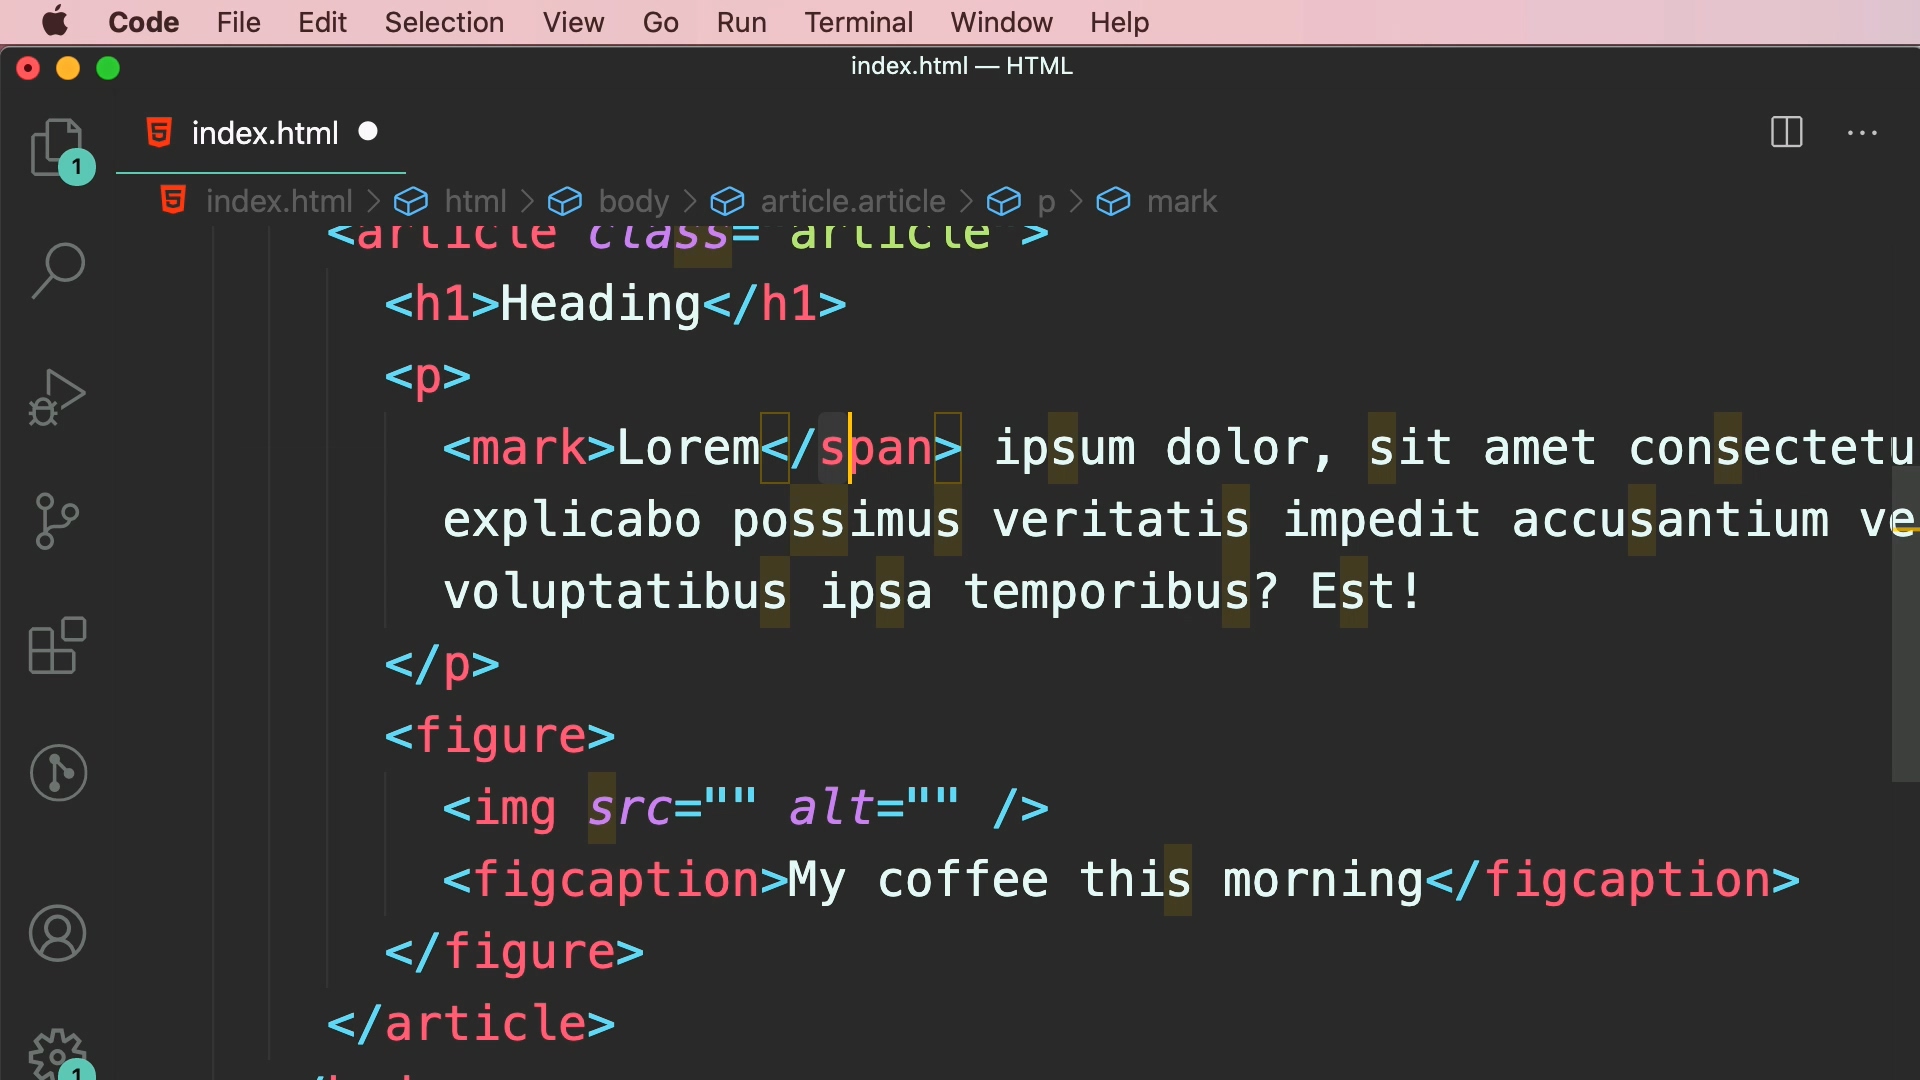 Code File Edit Selection View Go Run Terminal Window Help
index.html — HTML
index.html
1
index.html > html > body > article.article > p > mark
<article class="article">
<h1>Heading</h1>
<p>
<mark>Lorem</span> ipsum dolor, sit amet consectetu
explicabo possimus veritatis impedit accusantium ve
voluptatibus ipsa temporibus? Est!
</p>
<figure>
<img src="" alt="" />
<figcaption>My coffee this morning</figcaption>
</figure>
</article>
1